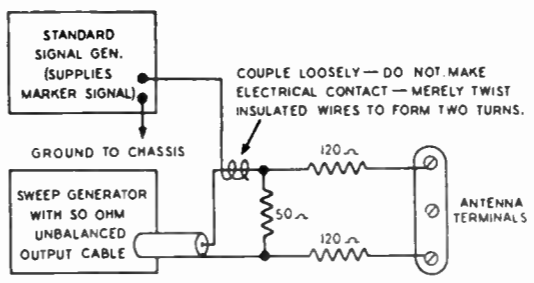 STANDARD
SIGNAL GEN.
(SUPPLIES
MARKER SIGNAL)
COUPLE LOOSELY — DO NOT MAKE
ELECTRICAL CONTACT — MERELY TWIST
INSULATED WIRES TO FORM TWO TURNS.
GROUND TO CHASSIS
SWEEP GENERATOR
WITH 50 OHM
UNBALANCED
OUTPUT CABLE
120 Ω
50 Ω
120 Ω
ANTENNA
TERMINALS